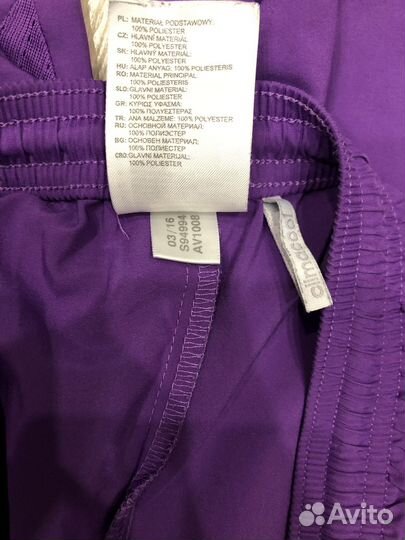 PL: MATERIAŁ PODSTAWOWY:
100% POLIESTER
CZ: HLAVNÍ MATERIÁL:
100% POLYESTER
SK: HLAVNÝ MATERIÁL:
100% POLYESTER
HU: ALAP ANYAG: 100% POLIESTERIS
RO: MATERIAL PRINCIPAL:
100% POLIESTER
SLO: GLAVNI MATERIAL:
100% POLIESTER
GR: ΚΥΡΙΩΣ ΥΦΑΣΜΑ:
100% ΠΟΛΥΕΣΤΕΡΑΣ
TR: ANA MALZEME: 100% POLYESTER
RU: ОСНОВНОЙ МАТЕРИАЛ:
100% ПОЛИЭСТЕР
BG: ОСНОВЕН МАТЕРИАЛ:
100% ПОЛИЕСТЕР
CRO: GLAVNI MATERIJAL:
100% POLIESTER
03/16
S94994
AV1008
climacool
Avito